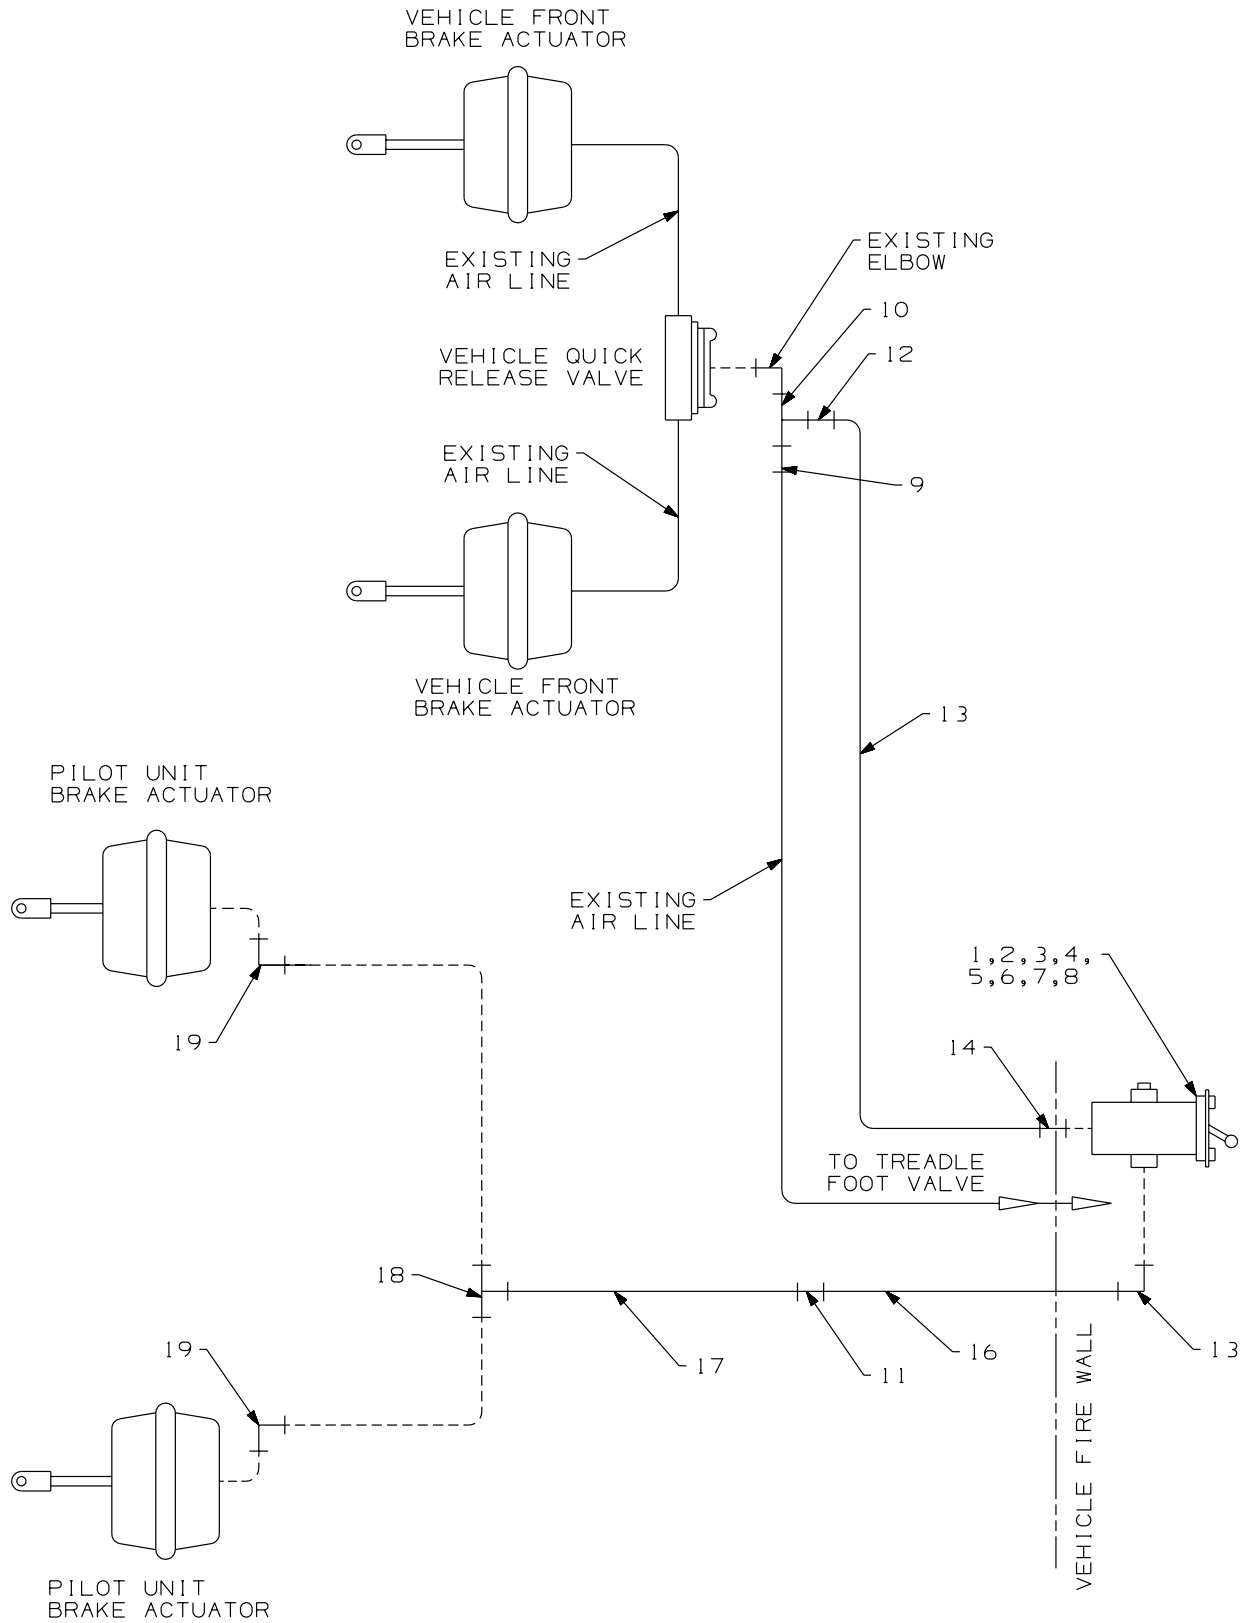 VEHICLE FRONT
BRAKE ACTUATOR
EXISTING
AIR LINE
EXISTING
ELBOW
10
VEHICLE QUICK
RELEASE VALVE
12
EXISTING
AIR LINE
9
VEHICLE FRONT
BRAKE ACTUATOR
13
PILOT UNIT
BRAKE ACTUATOR
EXISTING
AIR LINE
1,2,3,4,
5,6,7,8
19
14
TO TREADLE
FOOT VALVE
18
19
17
11
16
13
VEHICLE FIRE WALL
PILOT UNIT
BRAKE ACTUATOR